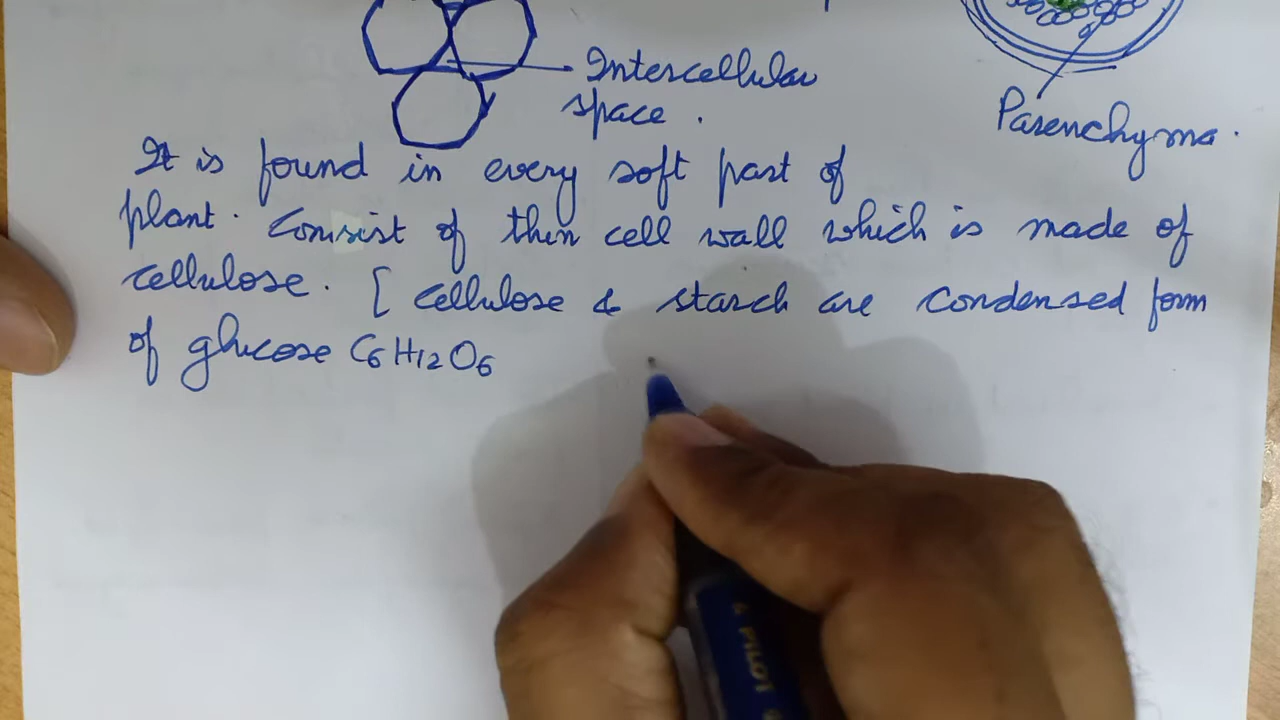 Intercellular
space.
Parenchyma.
It is found in every soft part of
plant. Consist of thin cell wall which is made of
cellulose. [ cellulose & starch are condensed form
of glucose C6H12O6
PILOT